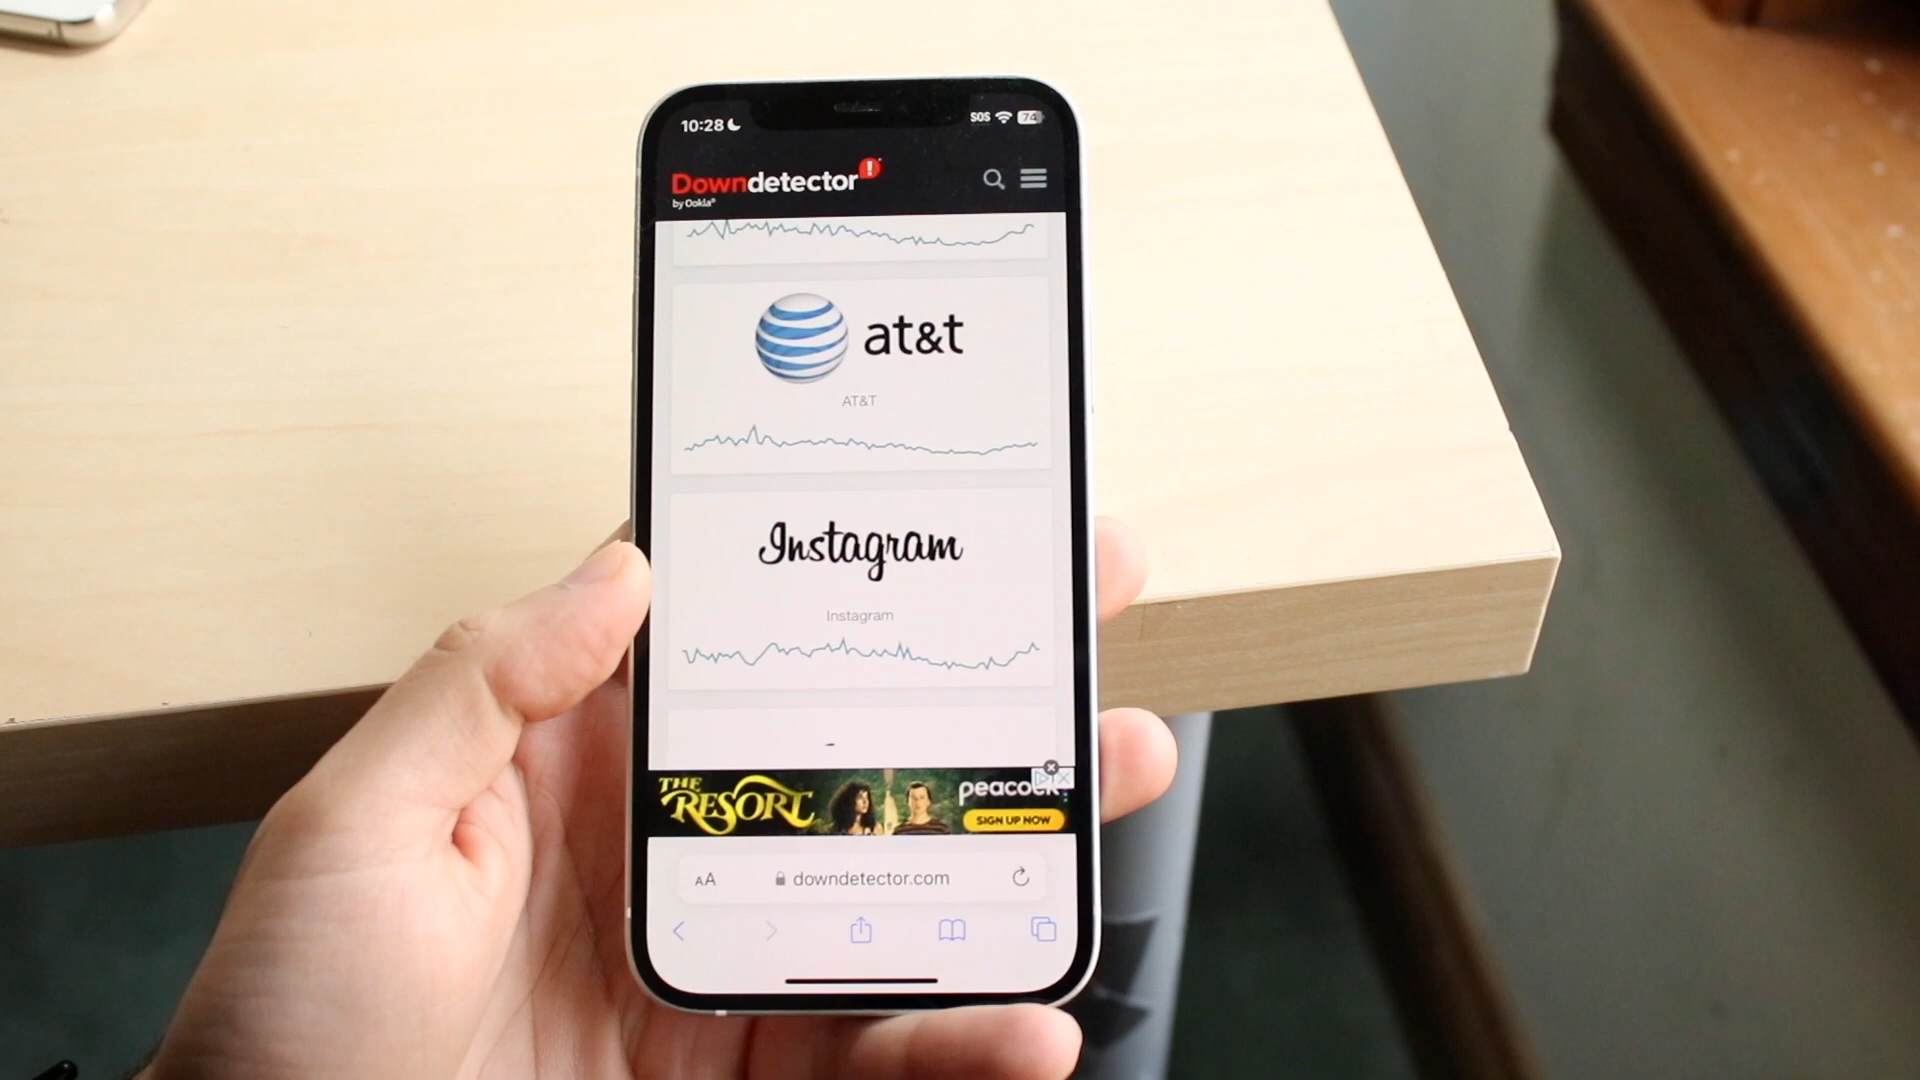 10:28
SOS
74
Downdetector!
by Ookla®
at&t
AT&T
Instagram
Instagram
THE
RESORT
peacock
SIGN UP NOW
AA
downdetector.com